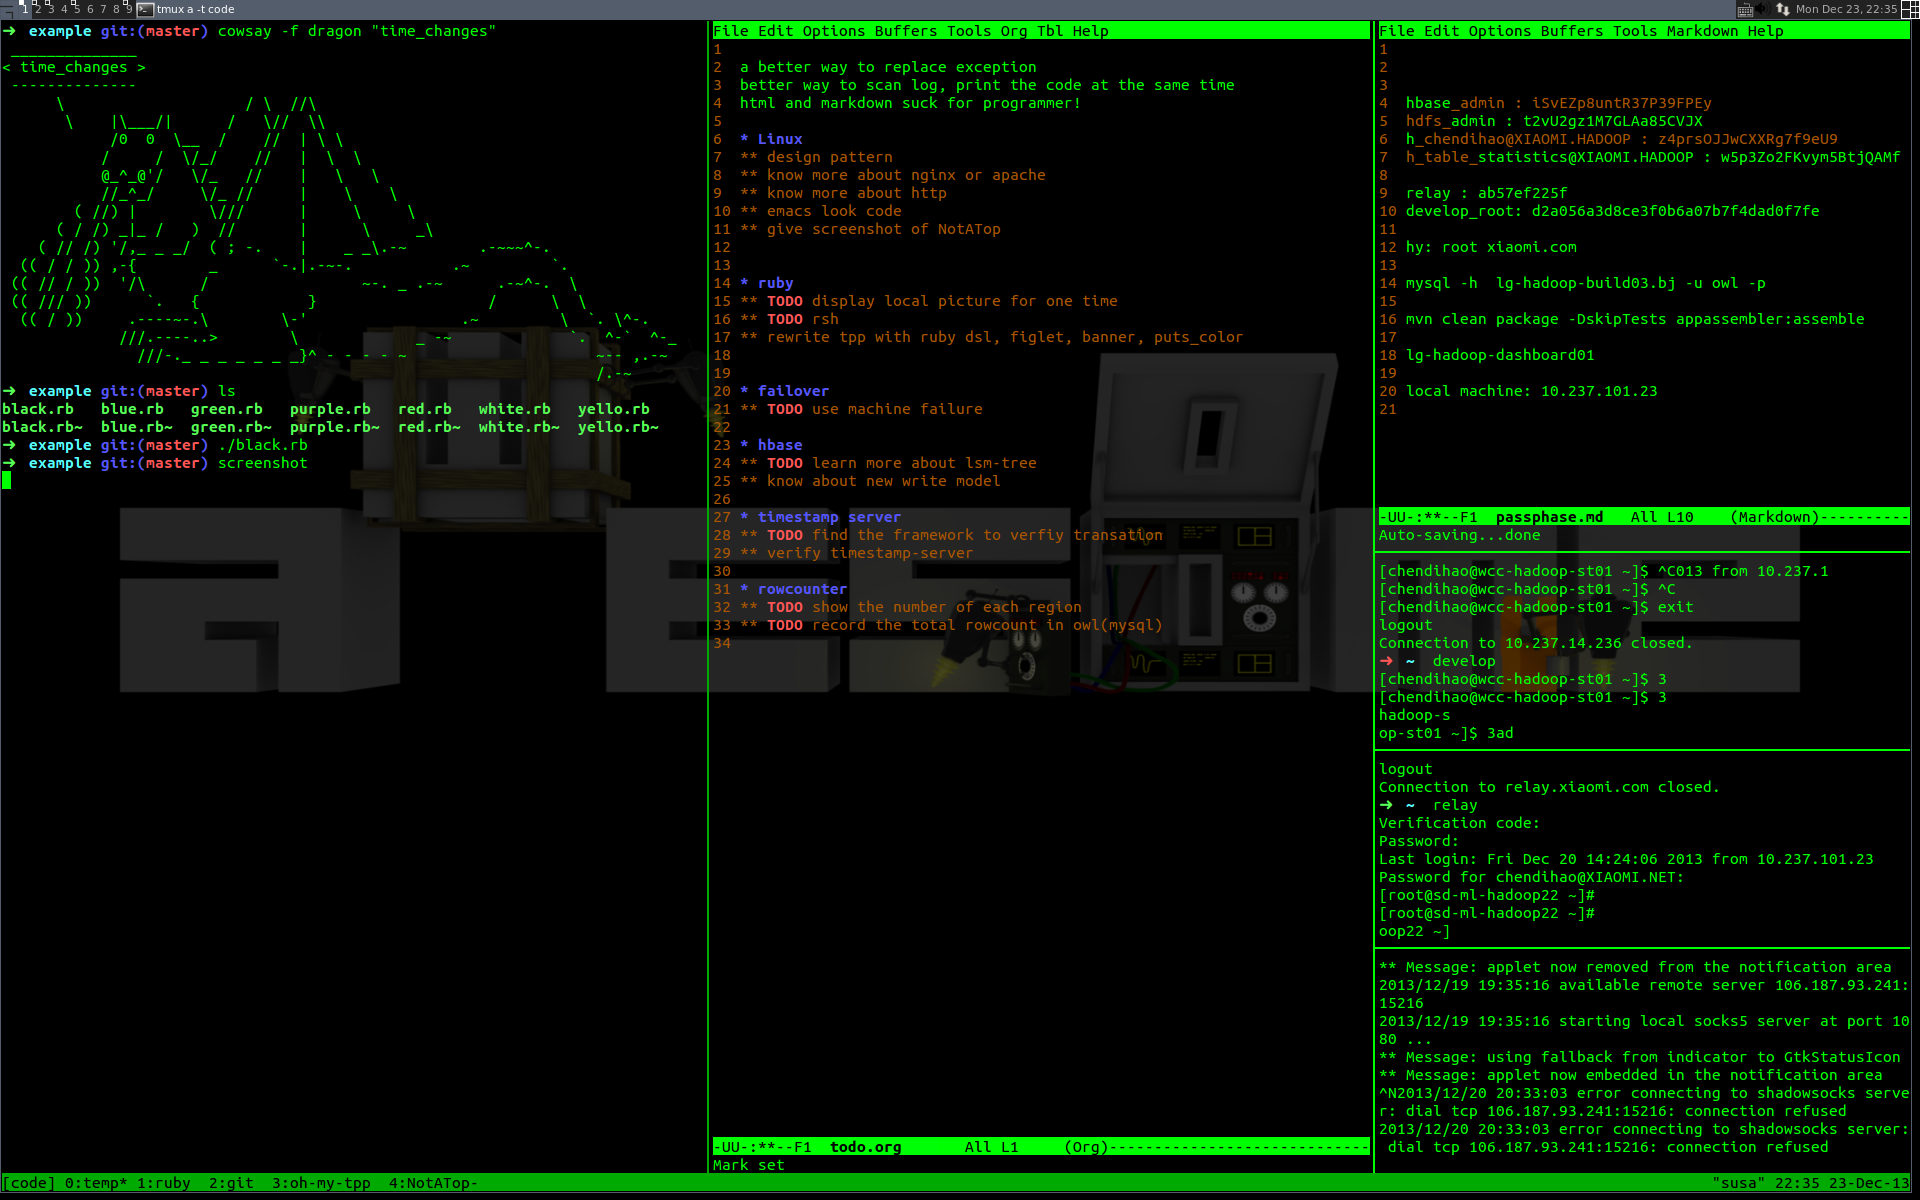 1 2 3 4 5 6 7 8 9 tmux a -t code
Mon Dec 23, 22:35
➜ example git:(master) cowsay -f dragon "time_changes"
< time_changes >
➜ example git:(master) ls
black.rb blue.rb green.rb purple.rb red.rb white.rb yello.rb
black.rb~ blue.rb~ green.rb~ purple.rb~ red.rb~ white.rb~ yello.rb~
➜ example git:(master) ./black.rb
➜ example git:(master) screenshot
File Edit Options Buffers Tools Org Tbl Help
1
2 a better way to replace exception
3 better way to scan log, print the code at the same time
4 html and markdown suck for programmer!
5
6 * Linux
7 ** design pattern
8 ** know more about nginx or apache
9 ** know more about http
10 ** emacs look code
11 ** give screenshot of NotATop
12
13
14 * ruby
15 ** TODO display local picture for one time
16 ** TODO rsh
17 ** rewrite tpp with ruby dsl, figlet, banner, puts_color
18
19
20 * failover
21 ** TODO use machine failure
22
23 * hbase
24 ** TODO learn more about lsm-tree
25 ** know about new write model
26
27 * timestamp server
28 ** TODO find the framework to verfiy transation
29 ** verify timestamp-server
30
31 * rowcounter
32 ** TODO show the number of each region
33 ** TODO record the total rowcount in owl(mysql)
34
-UU-:**--F1 todo.org All L1 (Org)----------------------------
Mark set
File Edit Options Buffers Tools Markdown Help
1
2
3
4 hbase_admin : iSvEZp8untR37P39FPEy
5 hdfs_admin : t2vU2gz1M7GLAa85CVJX
6 h_chendihao@XIAOMI.HADOOP : z4prsOJJwCXXRg7f9eU9
7 h_table_statistics@XIAOMI.HADOOP : w5p3Zo2FKvym5BtjQAMf
8
9 relay : ab57ef225f
10 develop_root: d2a056a3d8ce3f0b6a07b7f4dad0f7fe
11
12 hy: root xiaomi.com
13
14 mysql -h  lg-hadoop-build03.bj -u owl -p
15
16 mvn clean package -DskipTests appassembler:assemble
17
18 lg-hadoop-dashboard01
19
20 local machine: 10.237.101.23
21
-UU-:**--F1 passphase.md All L10 (Markdown)----------
Auto-saving...done
[chendihao@wcc-hadoop-st01 ~]$ ^C013 from 10.237.1
[chendihao@wcc-hadoop-st01 ~]$ ^C
[chendihao@wcc-hadoop-st01 ~]$ exit
logout
Connection to 10.237.14.236 closed.
➜ ~ develop
[chendihao@wcc-hadoop-st01 ~]$ 3
[chendihao@wcc-hadoop-st01 ~]$ 3
hadoop-s
op-st01 ~]$ 3ad
logout
Connection to relay.xiaomi.com closed.
➜ ~ relay
Verification code:
Password:
Last login: Fri Dec 20 14:24:06 2013 from 10.237.101.23
Password for chendihao@XIAOMI.NET:
[root@sd-ml-hadoop22 ~]#
[root@sd-ml-hadoop22 ~]#
oop22 ~]
** Message: applet now removed from the notification area
2013/12/19 19:35:16 available remote server 106.187.93.241:
15216
2013/12/19 19:35:16 starting local socks5 server at port 10
80 ...
** Message: using fallback from indicator to GtkStatusIcon
** Message: applet now embedded in the notification area
^N2013/12/20 20:33:03 error connecting to shadowsocks serve
r: dial tcp 106.187.93.241:15216: connection refused
2013/12/20 20:33:03 error connecting to shadowsocks server:
dial tcp 106.187.93.241:15216: connection refused
[code] 0:temp* 1:ruby  2:git  3:oh-my-tpp  4:NotATop-
"susa" 22:35 23-Dec-13